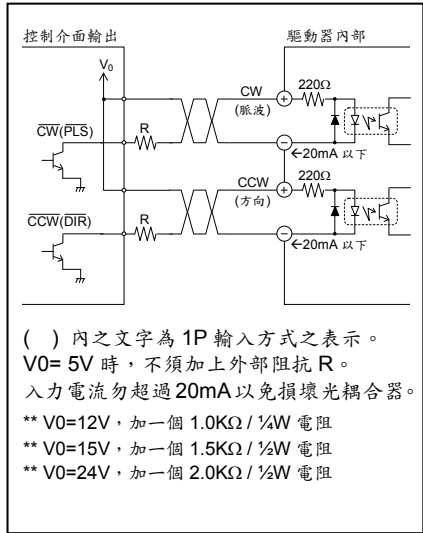 控制介面輸出
驅動器內部
V0
CW
(脈波)
220Ω
CW(PLS)
R
←20mA 以下
CCW
(方向)
220Ω
CCW(DIR)
R
←20mA 以下
(　) 內之文字為 1P 輸入方式之表示。
V0= 5V 時，不須加上外部阻抗 R。
入力電流勿超過 20mA 以免損壞光耦合器。
** V0=12V，加一個 1.0KΩ / ¼W 電阻
** V0=15V，加一個 1.5KΩ / ½W 電阻
** V0=24V，加一個 2.0KΩ / ½W 電阻